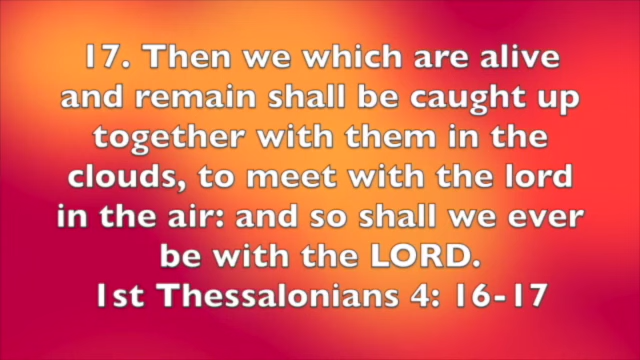 17. Then we which are alive
and remain shall be caught up
together with them in the
clouds, to meet with the lord
in the air: and so shall we ever
be with the LORD.
1st Thessalonians 4: 16-17